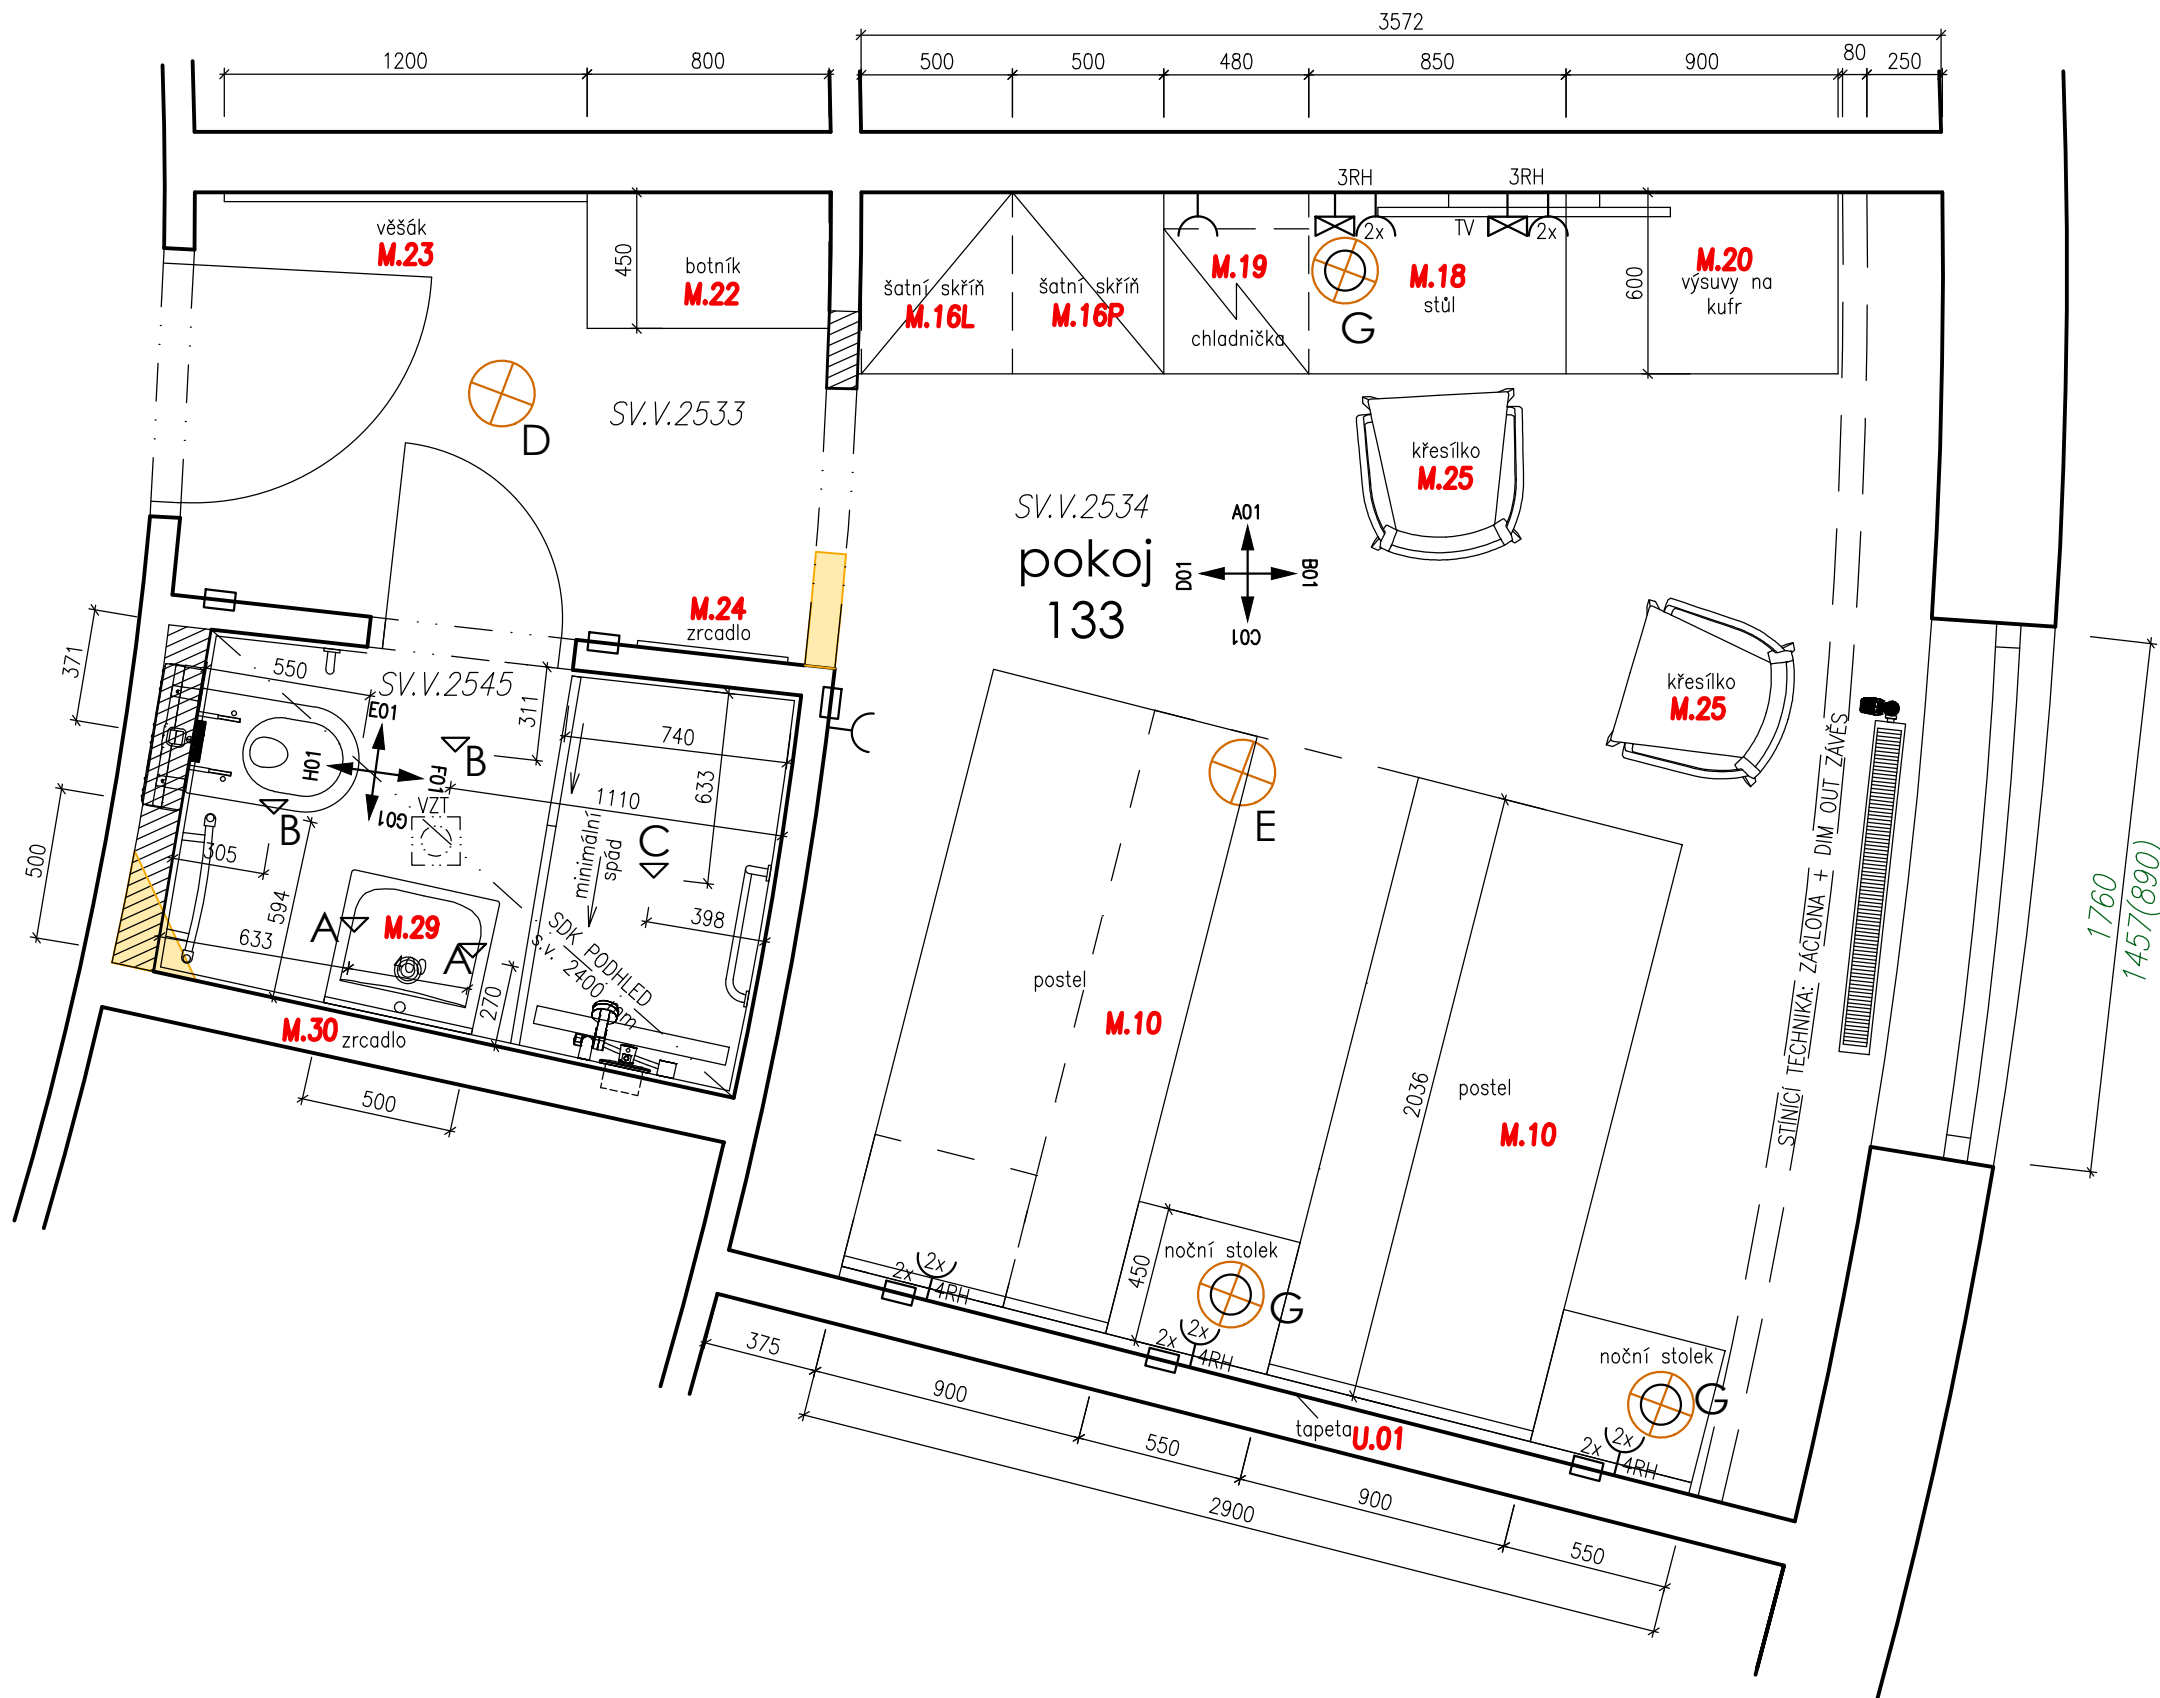 3572
1200
800
500
500
480
850
900
80
250
3RH
3RH
věšák
M.23
450
botník
M.22
šatní skříň
M.16L
šatní skříň
M.16P
M.19
chladnička
2x
TV
2x
M.18
stůl
G
600
M.20
výsuvy na
kufr
D
SV.V.2533
křesílko
M.25
SV.V.2534
pokoj
133
A01
B01
C01
D01
M.24
zrcadlo
371
550
SV.V.2545
311
E01
F01
G01
H01
B
VZT
B
740
633
1110
minimální
spád
C
křesílko
M.25
E
500
305
594
633
A
M.29
A
460
398
270
SDK PODHLED
s.v. 2400 mm
M.30 zrcadlo
500
postel
M.10
2036
postel
M.10
STÍNÍCÍ TECHNIKA: ZÁCLONA + DIM OUT ZÁVĚS
1760
1457(890)
noční stolek
450
G
2x
2x
4RH
2x
2x
4RH
noční stolek
G
2x
2x
4RH
tapeta U.01
375
900
550
900
550
2900